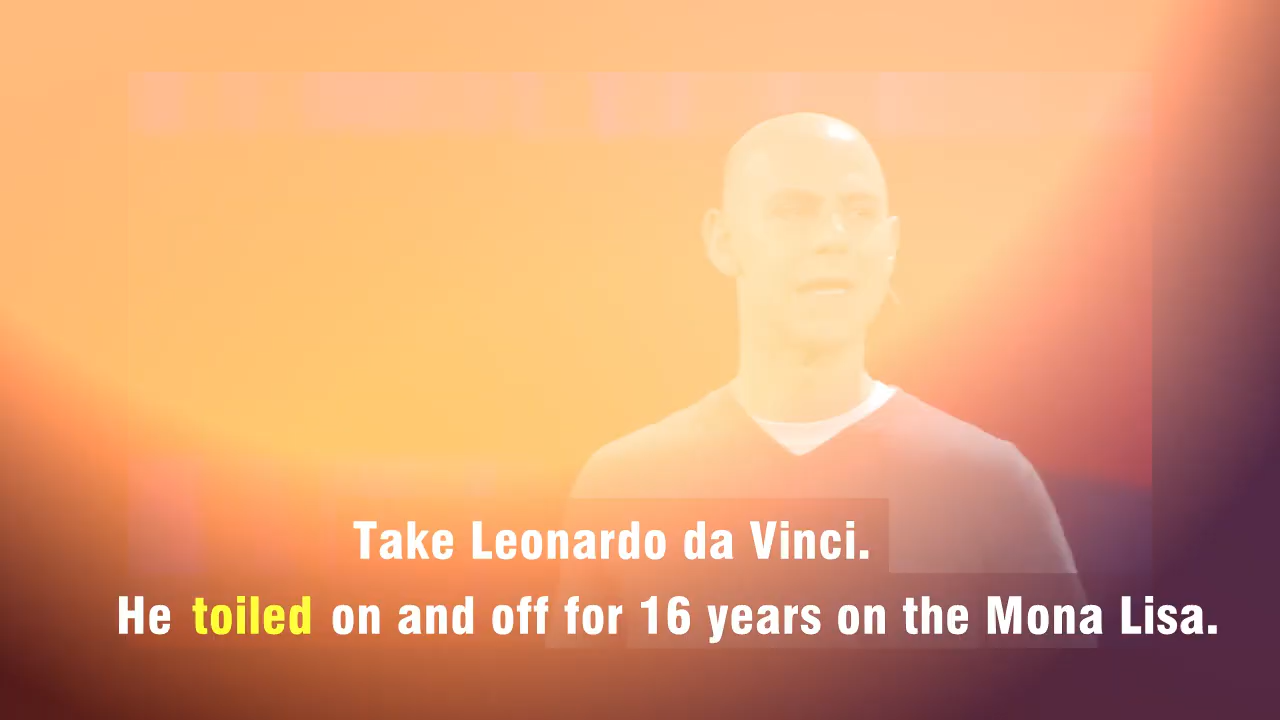 Take Leonardo da Vinci.
He toiled on and off for 16 years on the Mona Lisa.